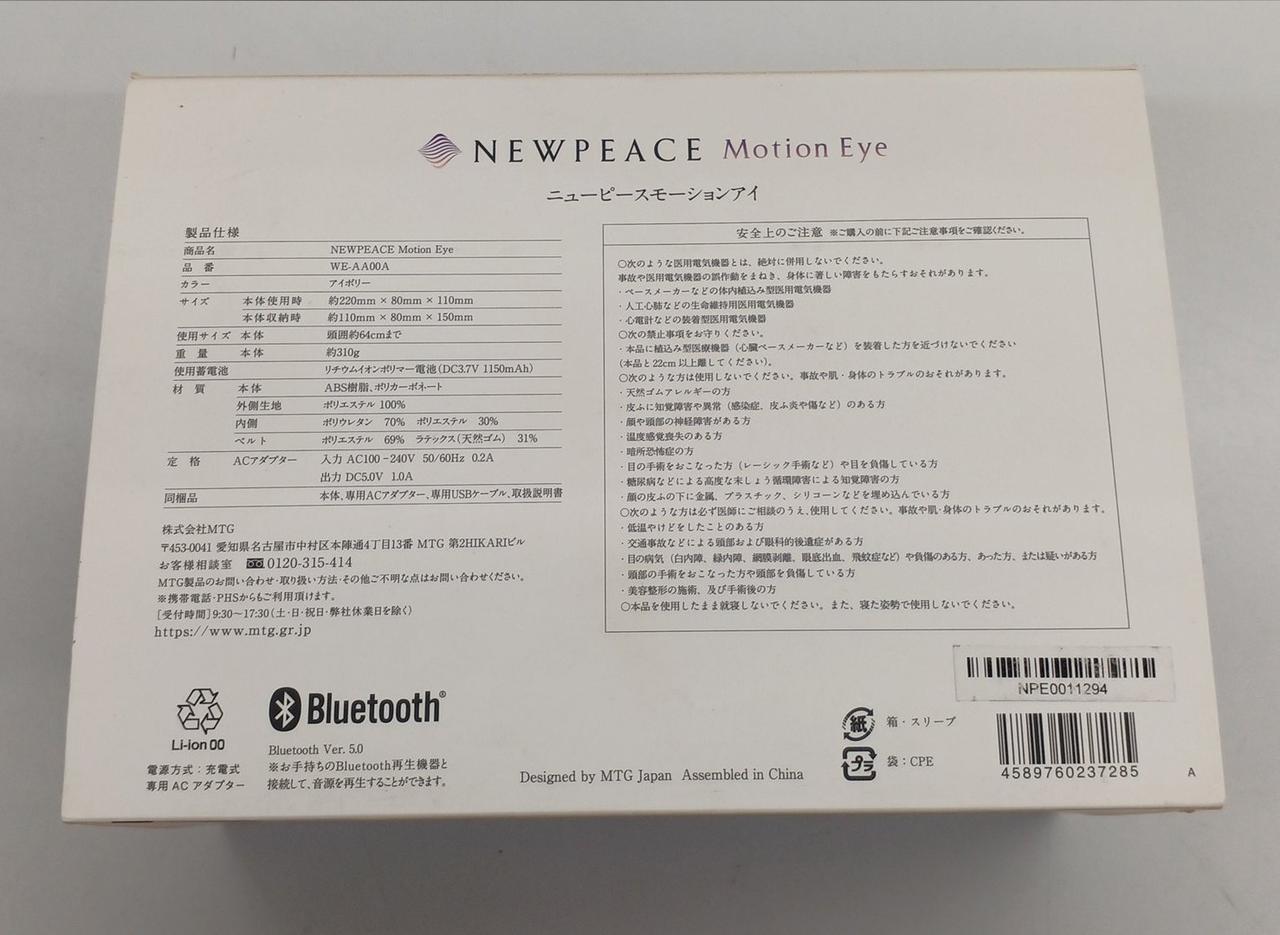 NEWPEACE Motion Eye
ニューピースモーションアイ
製品仕様
商品名 NEWPEACE Motion Eye
品 番 WE-AA00A
カラー アイボリー
サイズ 本体使用時 約220mm × 80mm × 110mm
本体収納時 約110mm × 80mm × 150mm
使用サイズ 本体 頭囲約64cmまで
重 量 本体 約310g
使用蓄電池 リチウムイオンポリマー電池(DC3.7V 1150mAh)
材 質 本体 ABS樹脂、ポリカーボネート
外側生地 ポリエステル 100%
内側 ポリウレタン 70% ポリエステル 30%
ベルト ポリエステル 69% ラテックス(天然ゴム) 31%
定 格 ACアダプター 入力 AC100-240V 50/60Hz 0.2A
出力 DC5.0V 1.0A
同梱品 本体、専用ACアダプター、専用USBケーブル、取扱説明書
株式会社MTG
〒453-0041 愛知県名古屋市中村区本陣通4丁目13番 MTG 第2HIKARIビル
お客様相談室 0120-315-414
MTG製品のお問い合わせ・取り扱い方法・その他ご不明な点はお問い合わせください。
※携帯電話・PHSからもご利用頂けます。
[受付時間]9:30〜17:30(土・日・祝日・弊社休業日を除く)
https://www.mtg.gr.jp
安全上のご注意 ※ご購入の前に下記ご注意事項をご確認ください。
○次のような医用電気機器とは、絶対に併用しないでください。
事故や医用電気機器の誤作動をまねき、身体に著しい障害をもたらすおそれがあります。
・ペースメーカーなどの体内植込み型医用電気機器
・人工心肺などの生命維持用医用電気機器
・心電計などの装着型医用電気機器
○次の禁止事項をお守りください。
・本品に植込み型医療機器(心臓ペースメーカーなど)を装着した方を近づけないでください
(本品と22cm以上離してください)。
○次のような方は使用しないでください。事故や肌・身体のトラブルのおそれがあります。
・天然ゴムアレルギーの方
・皮ふに知覚障害や異常(感染症、皮ふ炎や傷など)のある方
・顔や頭部の神経障害がある方
・温度感覚喪失のある方
・暗所恐怖症の方
・目の手術をおこなった方(レーシック手術など)や目を負傷している方
・糖尿病などによる高度な末しょう循環障害による知覚障害の方
・顔の皮ふの下に金属、プラスチック、シリコーンなどを埋め込んでいる方
○次のような方は必ず医師にご相談のうえ、使用してください。事故や肌・身体のトラブルのおそれがあります。
・低温やけどをしたことのある方
・交通事故などによる頭部および眼科的後遺症がある方
・目の病気(白内障、緑内障、網膜剥離、眼底出血、飛蚊症など)や負傷のある方、あった方、または疑いがある方
・頭部の手術をおこなった方や頭部を負傷している方
・美容整形の施術、及び手術後の方
○本品を使用したまま就寝しないでください。また、寝た姿勢で使用しないでください。
NPE0011294
Li-ion 00
電源方式：充電式
専用 AC アダプター
Bluetooth®
Bluetooth Ver. 5.0
※お手持ちのBluetooth再生機器と
接続して、音源を再生することができます。
Designed by MTG Japan Assembled in China
紙 箱・スリーブ
プラ 袋：CPE
4589760237285
A